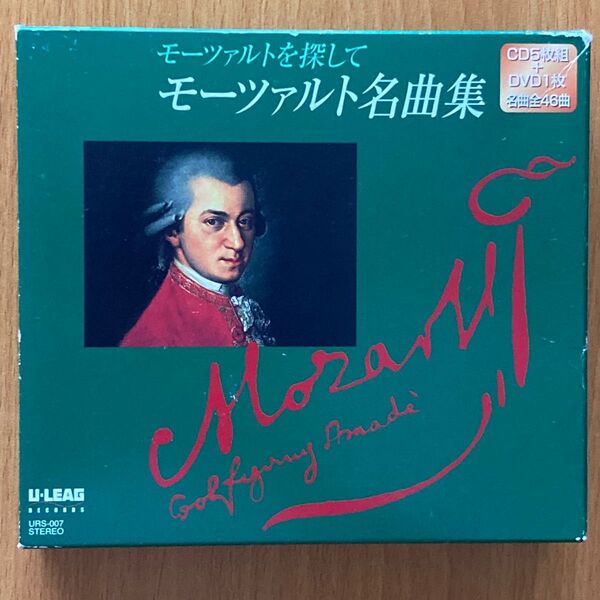 モーツァルトを探して
モーツァルト名曲集
CD5枚組
+
DVD1枚
名曲全46曲
Mozart
Wolfgang Amadè
U·LEAG
RECORDS
URS-007
STEREO